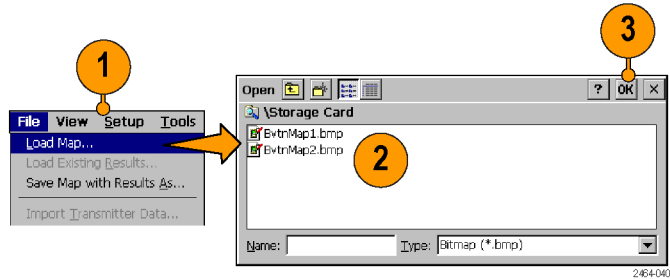 3
1
Open ? OK ×
\Storage Card
File View Setup Tools
Load Map...
BvtnMap1.bmp
Load Existing Results...
BvtnMap2.bmp
2
Save Map with Results As...
Import Transmitter Data...
Name: Type: Bitmap (*.bmp)
2464-040